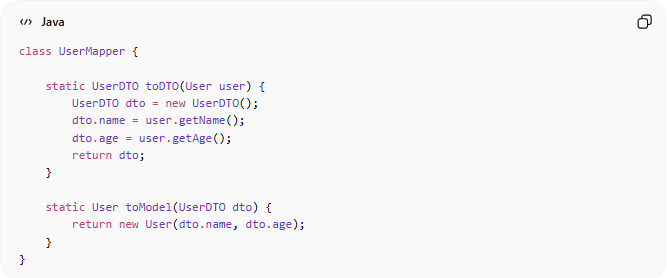 Java
class UserMapper {
static UserDTO toDTO(User user) {
UserDTO dto = new UserDTO();
dto.name = user.getName();
dto.age = user.getAge();
return dto;
}
static User toModel(UserDTO dto) {
return new User(dto.name, dto.age);
}
}